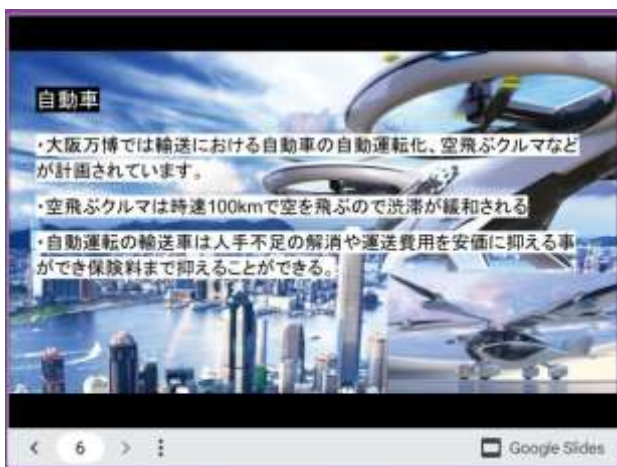 自動車
・大阪万博では輸送における自動車の自動運転化、空飛ぶクルマなど
が計画されています。
・空飛ぶクルマは時速100kmで空を飛ぶので渋滞が緩和される
・自動運転の輸送車は人手不足の解消や運送費用を安価に抑える事
ができ保険料まで抑えることができる。
6
Google Slides